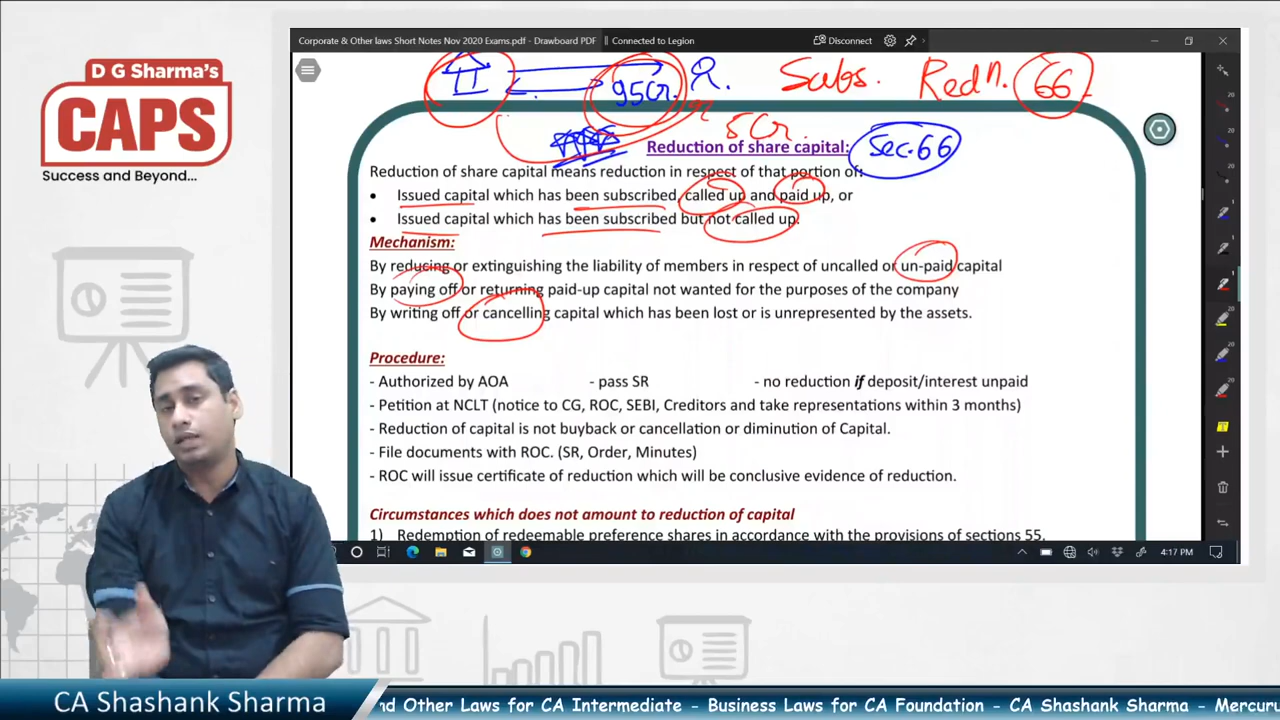 D G Sharma's
CAPS
Success and Beyond...
Corporate & Other laws Short Notes Nov 2020 Exams.pdf - Drawboard PDF
Connected to Legion
Disconnect
95Cr.
Subs. Redn. 66
5Cr.
Reduction of share capital: Sec.66
Reduction of share capital means reduction in respect of that portion of:
• Issued capital which has been subscribed, called up and paid up, or
• Issued capital which has been subscribed but not called up.
Mechanism:
By reducing or extinguishing the liability of members in respect of uncalled or un-paid capital
By paying off or returning paid-up capital not wanted for the purposes of the company
By writing off or cancelling capital which has been lost or is unrepresented by the assets.
Procedure:
- Authorized by AOA - pass SR - no reduction if deposit/interest unpaid
- Petition at NCLT (notice to CG, ROC, SEBI, Creditors and take representations within 3 months)
- Reduction of capital is not buyback or cancellation or diminution of Capital.
- File documents with ROC. (SR, Order, Minutes)
- ROC will issue certificate of reduction which will be conclusive evidence of reduction.
Circumstances which does not amount to reduction of capital
1) Redemption of redeemable preference shares in accordance with the provisions of sections 55.
4:17 PM
CA Shashank Sharma
nd Other Laws for CA Intermediate - Business Laws for CA Foundation - CA Shashank Sharma - Mercuru